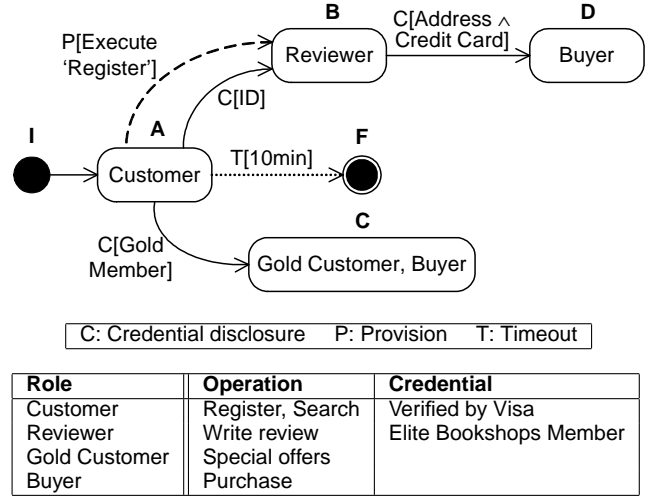 B
D
P[Execute
'Register']
Reviewer
C[Address ∧
Credit Card]
Buyer
C[ID]
I
A
F
Customer
T[10min]
C
C[Gold
Member]
Gold Customer, Buyer
C: Credential disclosure P: Provision T: Timeout
Role Operation Credential
Customer Register, Search Verified by Visa
Reviewer Write review Elite Bookshops Member
Gold Customer Special offers
Buyer Purchase